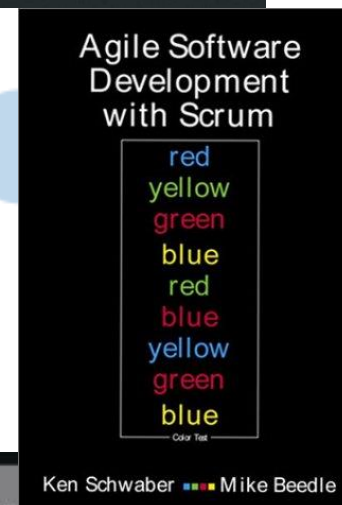 Agile Software
Development
with Scrum
red
yellow
green
blue
red
blue
yellow
green
blue
Color Test
Ken Schwaber Mike Beedle